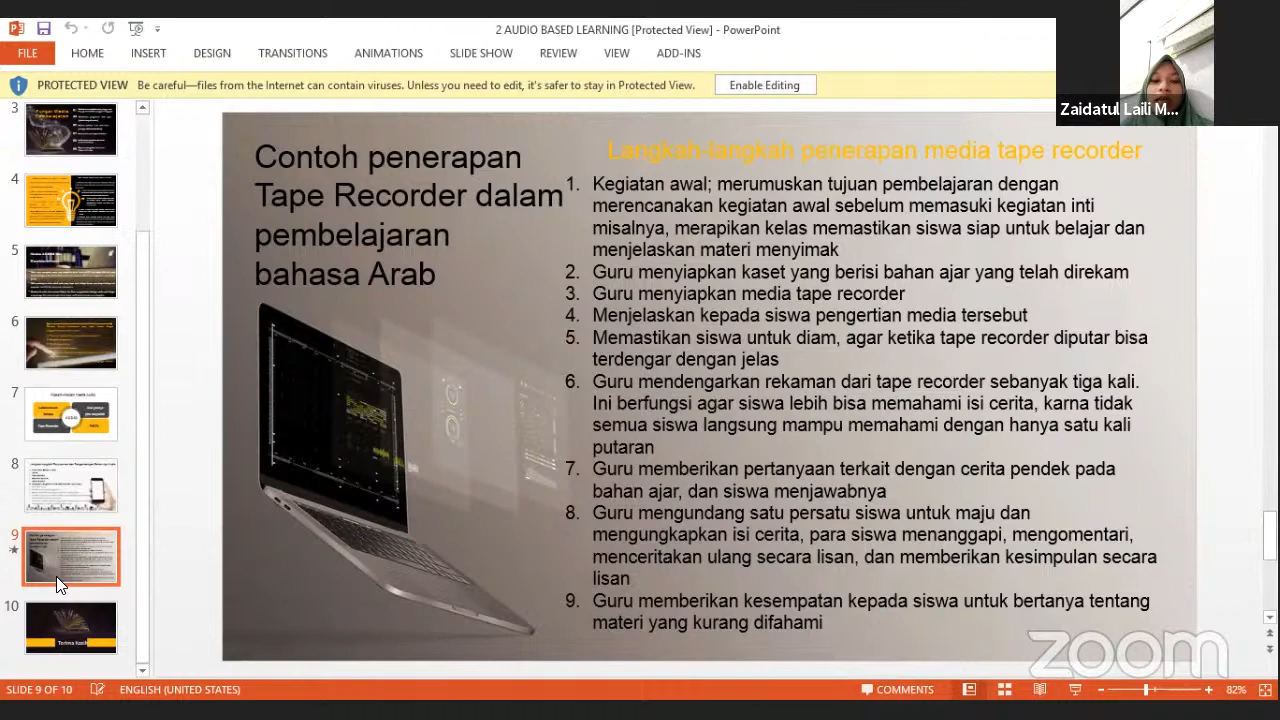 2 AUDIO BASED LEARNING [Protected View] - PowerPoint
FILE HOME INSERT DESIGN TRANSITIONS ANIMATIONS SLIDE SHOW REVIEW VIEW ADD-INS
PROTECTED VIEW Be careful—files from the Internet can contain viruses. Unless you need to edit, it's safer to stay in Protected View. Enable Editing
Zaidatul Laili M...
3
4
5
6
7
8
9
10
Terima Kasih
Contoh penerapan
Tape Recorder dalam
pembelajaran
bahasa Arab
Langkah-langkah penerapan media tape recorder
1. Kegiatan awal; merumuskan tujuan pembelajaran dengan
merencanakan kegiatan awal sebelum memasuki kegiatan inti
misalnya, merapikan kelas memastikan siswa siap untuk belajar dan
menjelaskan materi menyimak
2. Guru menyiapkan kaset yang berisi bahan ajar yang telah direkam
3. Guru menyiapkan media tape recorder
4. Menjelaskan kepada siswa pengertian media tersebut
5. Memastikan siswa untuk diam, agar ketika tape recorder diputar bisa
terdengar dengan jelas
6. Guru mendengarkan rekaman dari tape recorder sebanyak tiga kali.
Ini berfungsi agar siswa lebih bisa memahami isi cerita, karna tidak
semua siswa langsung mampu memahami dengan hanya satu kali
putaran
7. Guru memberikan pertanyaan terkait dengan cerita pendek pada
bahan ajar, dan siswa menjawabnya
8. Guru mengundang satu persatu siswa untuk maju dan
mengungkapkan isi cerita, para siswa menanggapi, mengomentari,
menceritakan ulang secara lisan, dan memberikan kesimpulan secara
lisan
9. Guru memberikan kesempatan kepada siswa untuk bertanya tentang
materi yang kurang difahami
zoom
SLIDE 9 OF 10 ENGLISH (UNITED STATES) COMMENTS 82%